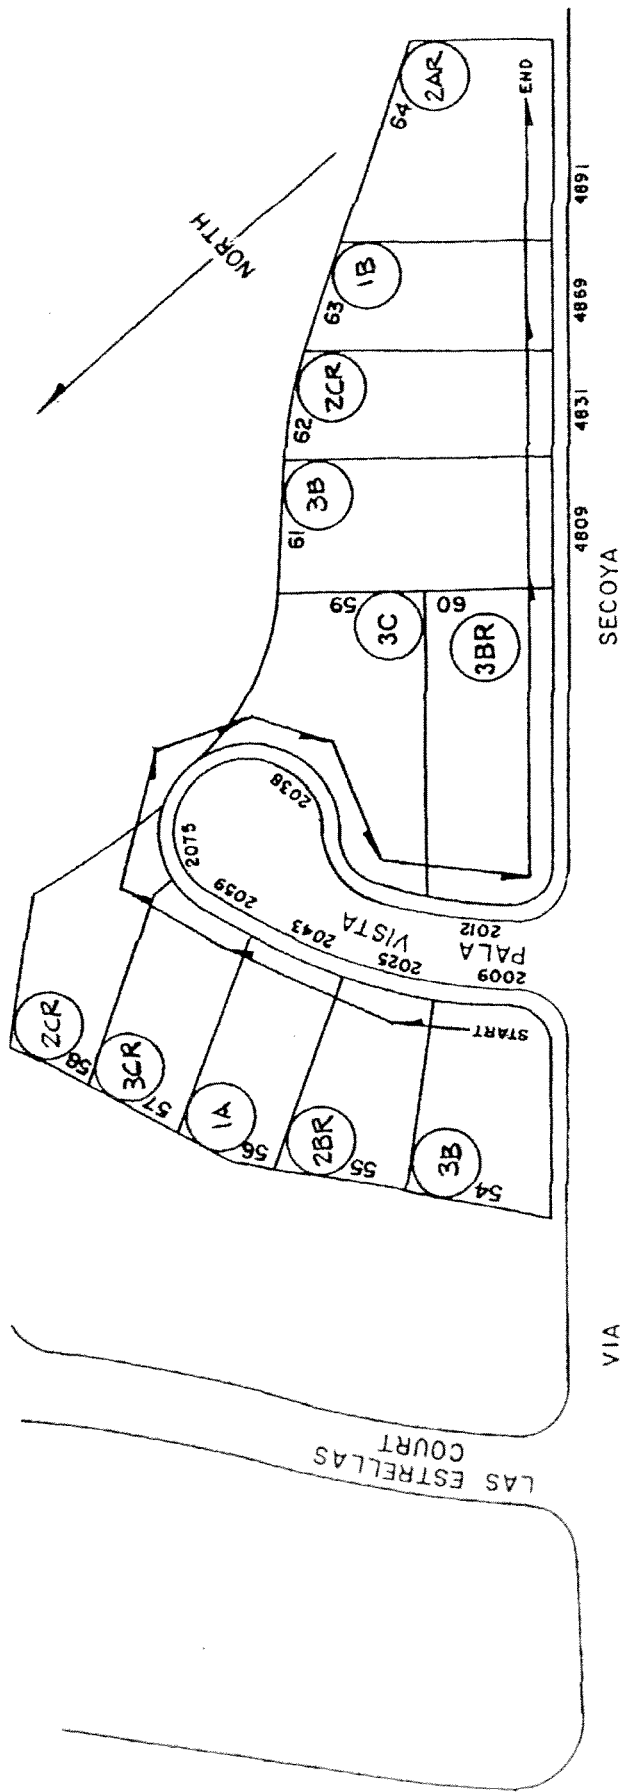 2AR
64
END
NORTH
4891
1B
63
4869
2CR
62
4831
3B
61
4809
SECOYA
59
3C
60
3BR
2038
2075
2059
2043
2025
2012
2009
PALA
VISTA
START
2CR
58
3CR
57
1A
56
2BR
55
3B
54
VIA
LAS ESTRELLAS
COURT